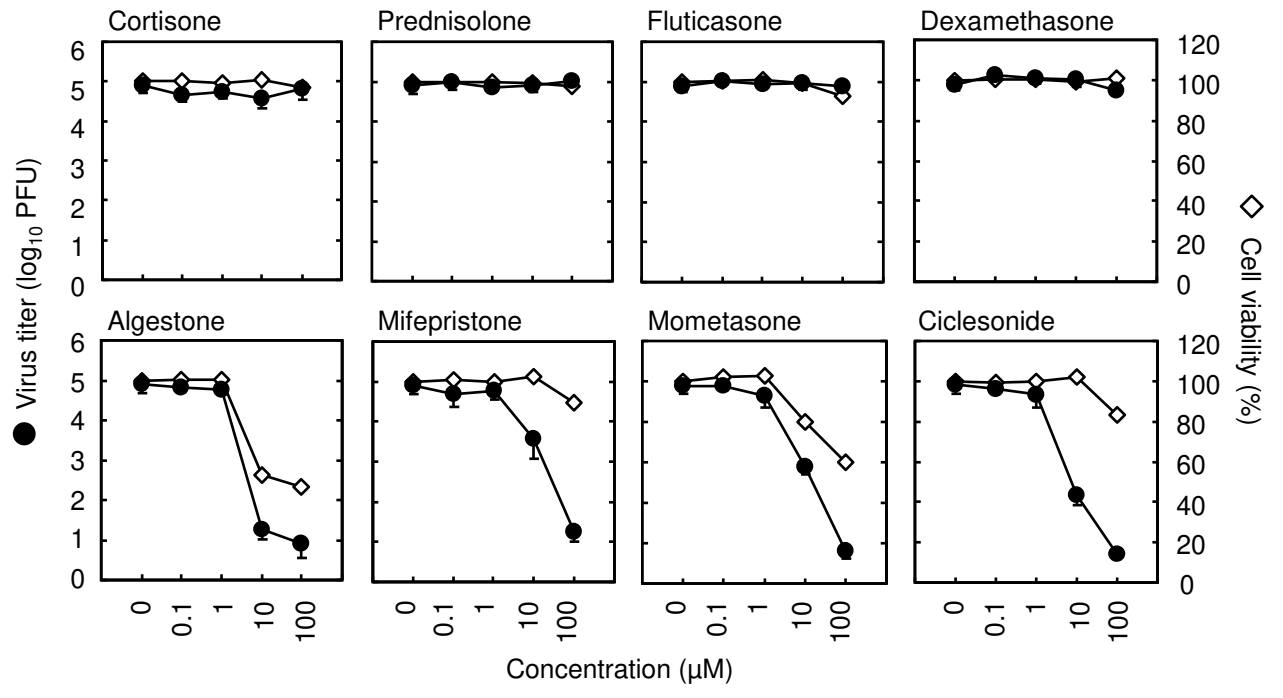 Cortisone
Prednisolone
Fluticasone
Dexamethasone
6
5
4
3
2
1
0
120
100
80
60
40
20
0
Virus titer (log₁₀ PFU)
Cell viability (%)
Algestone
Mifepristone
Mometasone
Ciclesonide
6
5
4
3
2
1
0
120
100
80
60
40
20
0
0 0.1 1 10 100
0 0.1 1 10 100
0 0.1 1 10 100
0 0.1 1 10 100
Concentration (µM)